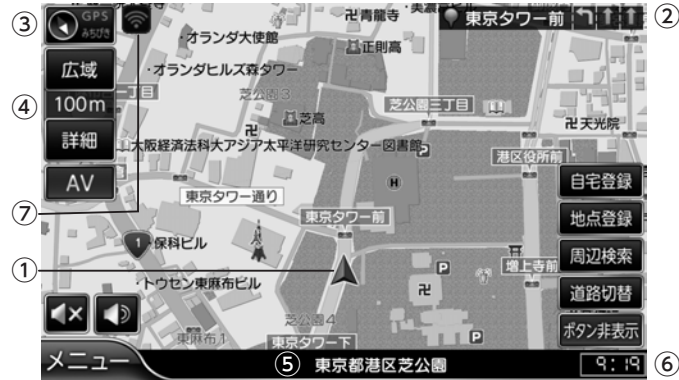 ③ GPS みちびき
・オランダ大使館
卍青龍寺
正則高
東京タワー前
②
広域
・オランダヒルズ森タワー
④ 100m
二丁目
芝公園3
芝公園三丁目
詳細
芝高
卍天光院
大阪経済法科大アジア太平洋研究センター図書館
港区役所前
P
AV
自宅登録
⑦
東京タワー通り
H
東京タワー前
地点登録
1
保科ビル
周辺検索
①
P
増上寺前
・トウセン東麻布ビル
卍
道路切替
芝公園4
東麻布1
P
ボタン非表示
東京タワー下
メニュー
⑤ 東京都港区芝公園
9:19 ⑥